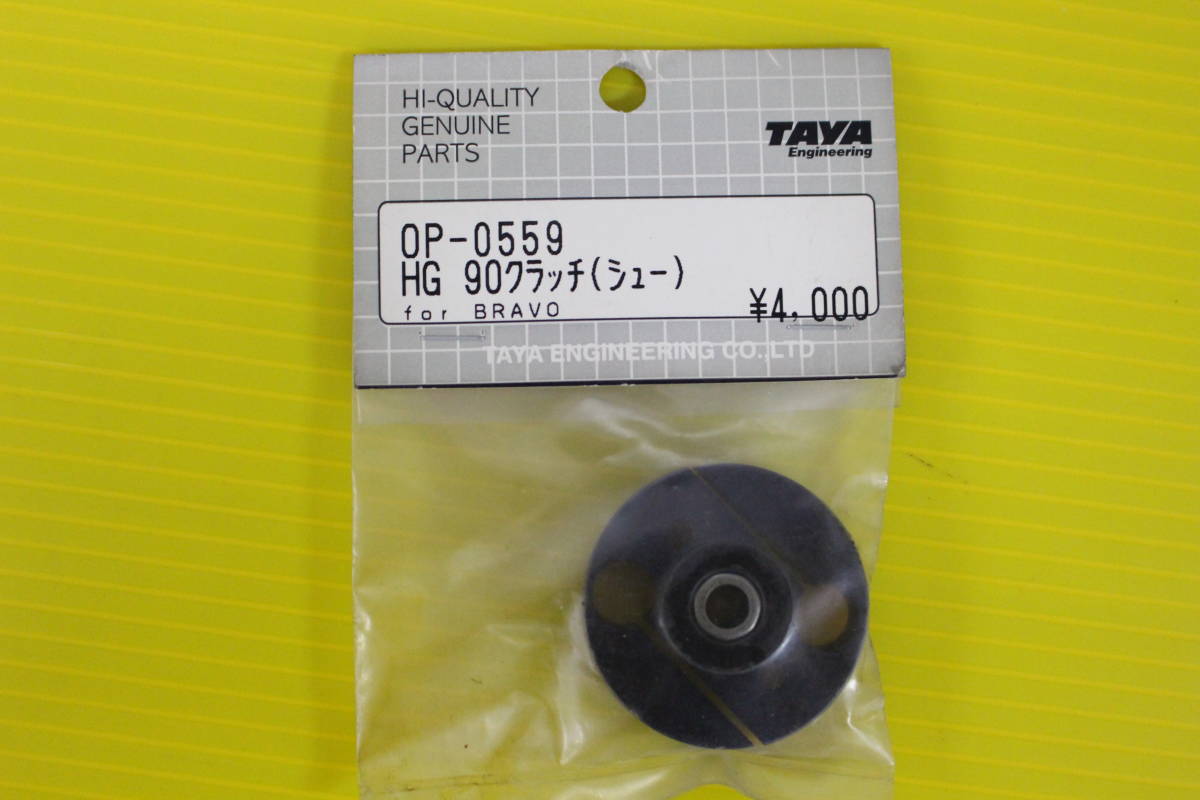 HI-QUALITY
GENUINE
PARTS
TAYA
Engineering
OP-0559
HG 90クラッチ(シュー)
for BRAVO
¥4,000
TAYA ENGINEERING CO.,LTD